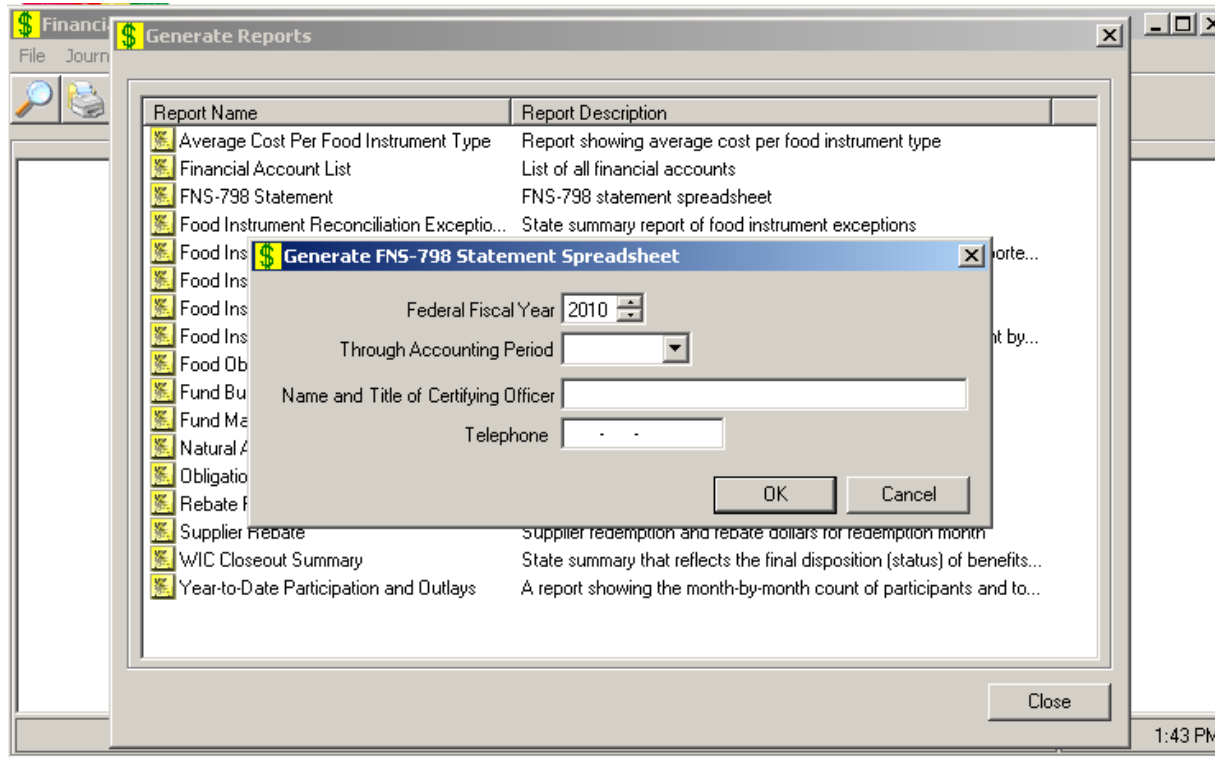 $ Financi
$ Generate Reports
File Journ
Report Name Report Description
Average Cost Per Food Instrument Type Report showing average cost per food instrument type
Financial Account List List of all financial accounts
FNS-798 Statement FNS-798 statement spreadsheet
Food Instrument Reconciliation Exceptio... State summary report of food instrument exceptions
Food Ins orte...
$ Generate FNS-798 Statement Spreadsheet
Food Ins
Food Ins
Food Ins nt by...
Food Ob
Fund Bu
Fund Ma
Natural A
Obligatio
Rebate R
Federal Fiscal Year 2010
Through Accounting Period
Name and Title of Certifying Officer
Telephone - -
OK Cancel
Supplier Rebate Supplier redemption and rebate dollars for redemption month
WIC Closeout Summary State summary that reflects the final disposition (status) of benefits...
Year-to-Date Participation and Outlays A report showing the month-by-month count of participants and to...
Close
1:43 PM